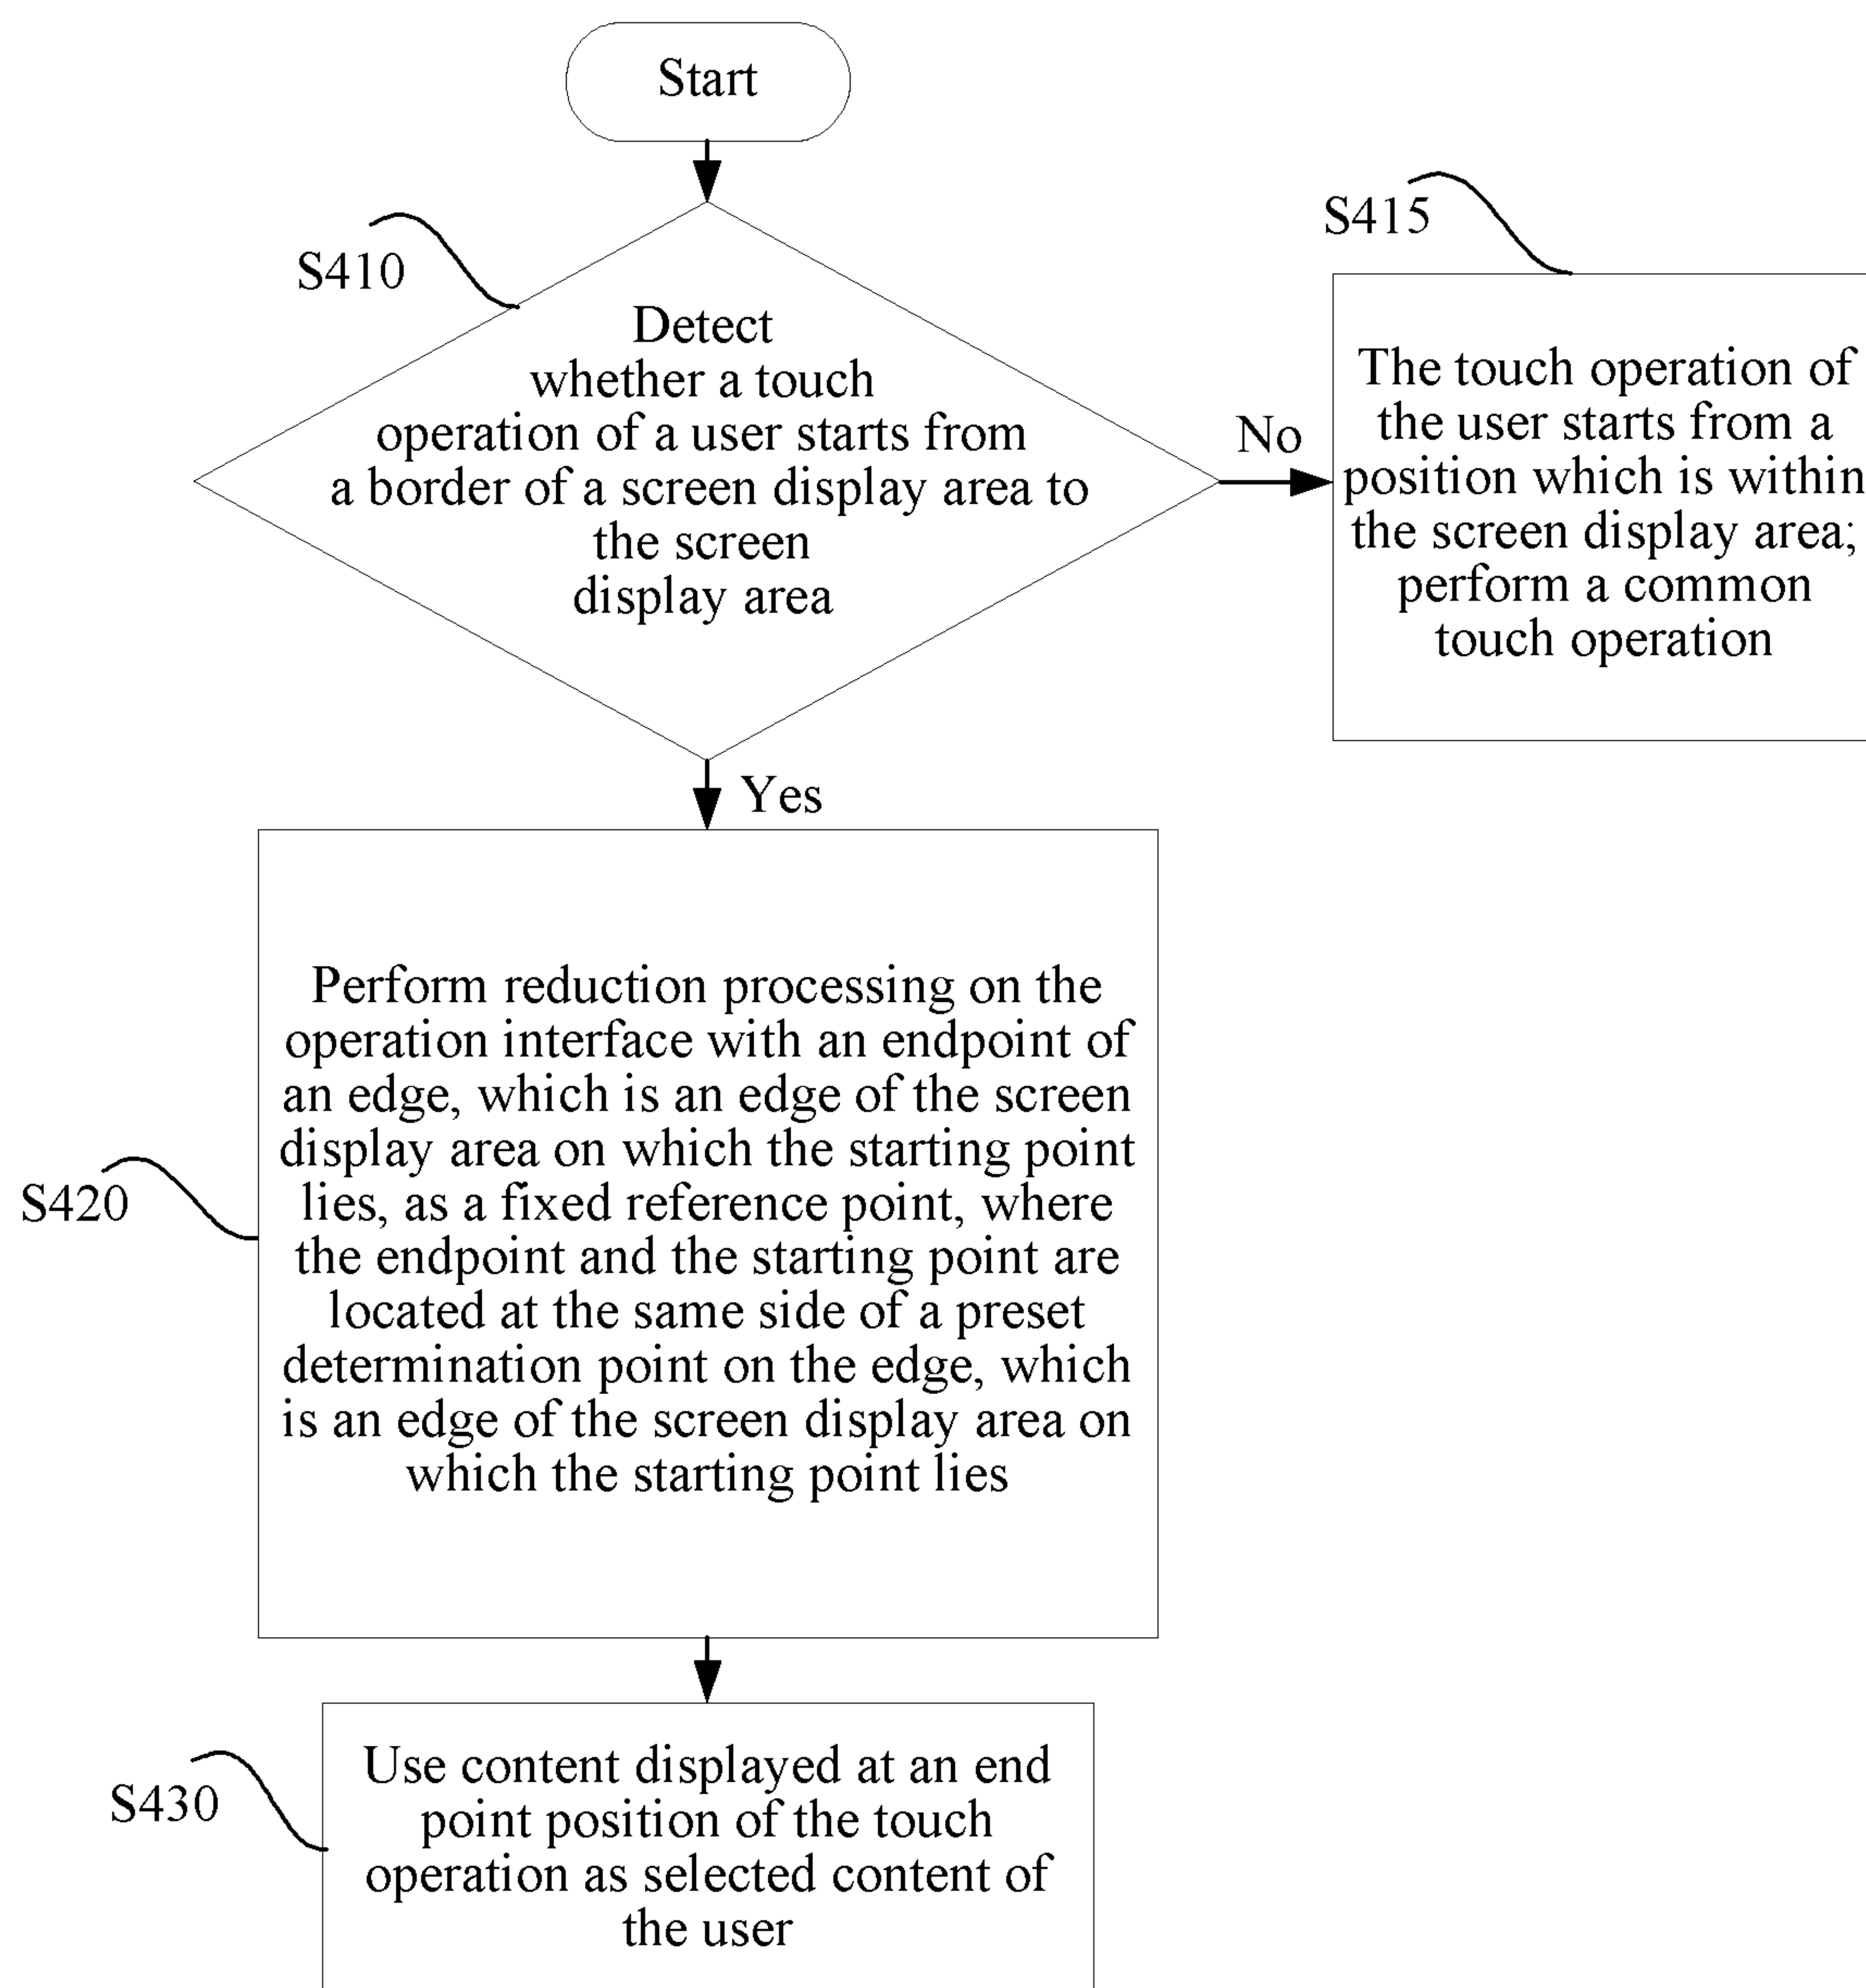 Start
S410
Detect
whether a touch
operation of a user starts from
a border of a screen display area to
the screen
display area
No
S415
The touch operation of
the user starts from a
position which is within
the screen display area;
perform a common
touch operation
Yes
S420
Perform reduction processing on the
operation interface with an endpoint of
an edge, which is an edge of the screen
display area on which the starting point
lies, as a fixed reference point, where
the endpoint and the starting point are
located at the same side of a preset
determination point on the edge, which
is an edge of the screen display area on
which the starting point lies
S430
Use content displayed at an end
point position of the touch
operation as selected content of
the user